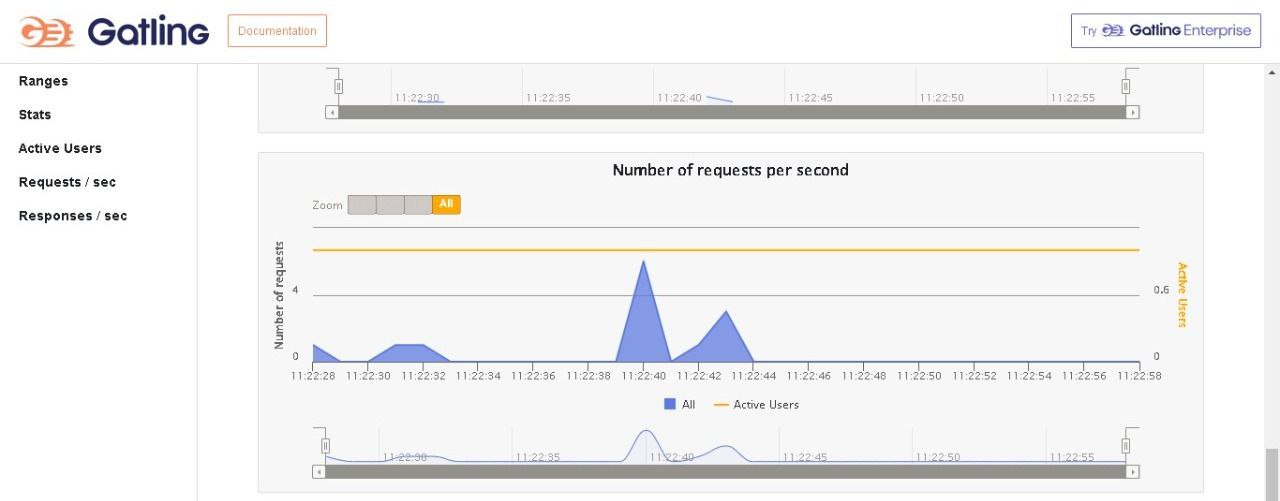 Gatling Documentation Try Gatling Enterprise
Ranges
Stats
Active Users
Requests / sec
Responses / sec
11:22:30 11:22:35 11:22:40 11:22:45 11:22:50 11:22:55
Number of requests per second
Zoom All
Number of requests
4
0
Active Users
0.6
0
11:22:28 11:22:30 11:22:32 11:22:34 11:22:36 11:22:38 11:22:40 11:22:42 11:22:44 11:22:46 11:22:48 11:22:50 11:22:52 11:22:54 11:22:56 11:22:58
All Active Users
11:22:30 11:22:35 11:22:40 11:22:45 11:22:50 11:22:55